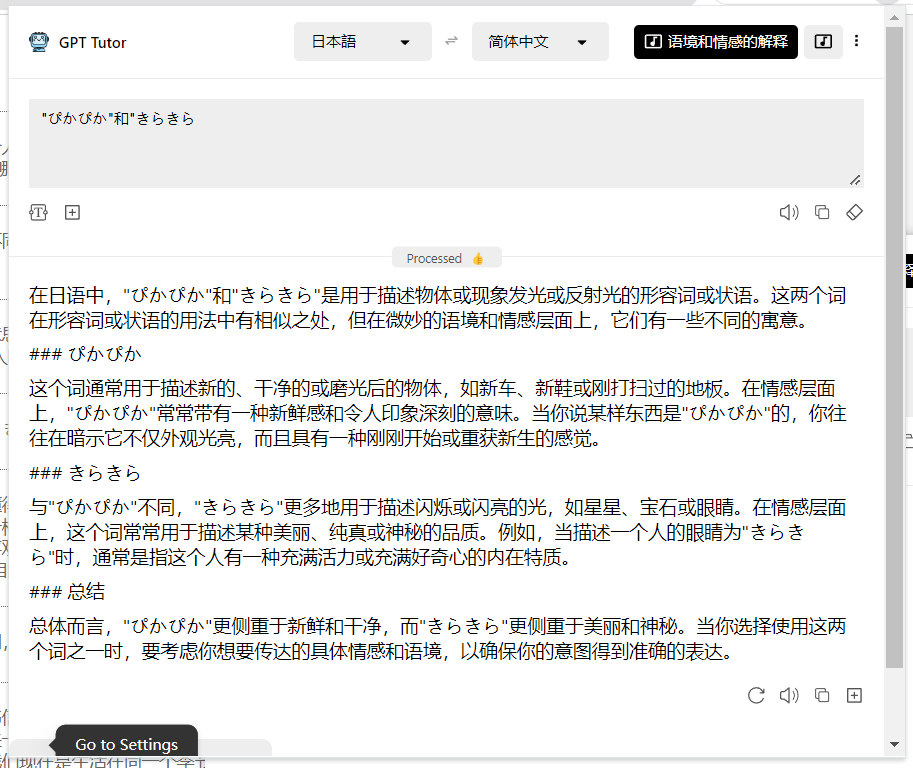 GPT Tutor
日本語
简体中文
语境和情感的解释
"ぴかぴか"和"きらきら
Processed 👍
在日语中，"ぴかぴか"和"きらきら"是用于描述物体或现象发光或反射光的形容词或状语。这两个词
在形容词或状语的用法中有相似之处，但在微妙的语境和情感层面上，它们有一些不同的寓意。
### ぴかぴか
这个词通常用于描述新的、干净的或磨光后的物体，如新车、新鞋或刚打扫过的地板。在情感层面
上，"ぴかぴか"常常带有一种新鲜感和令人印象深刻的意味。当你说某样东西是"ぴかぴか"的，你往
往在暗示它不仅外观光亮，而且具有一种刚刚开始或重获新生的感觉。
### きらきら
与"ぴかぴか"不同，"きらきら"更多地用于描述闪烁或闪亮的光，如星星、宝石或眼睛。在情感层面
上，这个词常常用于描述某种美丽、纯真或神秘的品质。例如，当描述一个人的眼睛为"きらき
ら"时，通常是指这个人有一种充满活力或充满好奇心的内在特质。
### 总结
总体而言，"ぴかぴか"更侧重于新鲜和干净，而"きらきら"更侧重于美丽和神秘。当你选择使用这两
个词之一时，要考虑你想要传达的具体情感和语境，以确保你的意图得到准确的表达。
Go to Settings